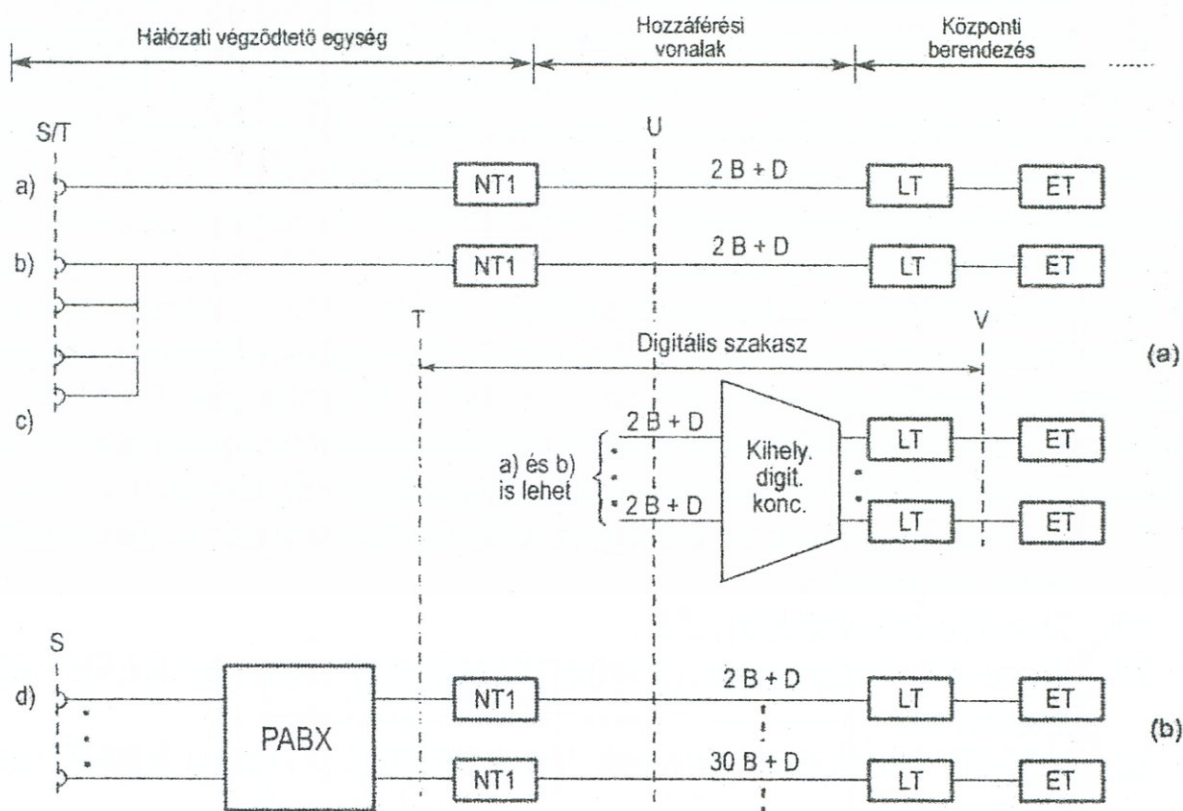 Hálózati végződtető egység
Hozzáférési
vonalak
Központi
berendezés
S/T
U
a)
NT1
2 B + D
LT
ET
b)
NT1
2 B + D
LT
ET
T
V
Digitális szakasz
(a)
c)
a) és b)
is lehet
2 B + D
2 B + D
Kihely.
digit.
konc.
LT
ET
LT
ET
S
d)
PABX
NT1
2 B + D
LT
ET
(b)
NT1
30 B + D
LT
ET